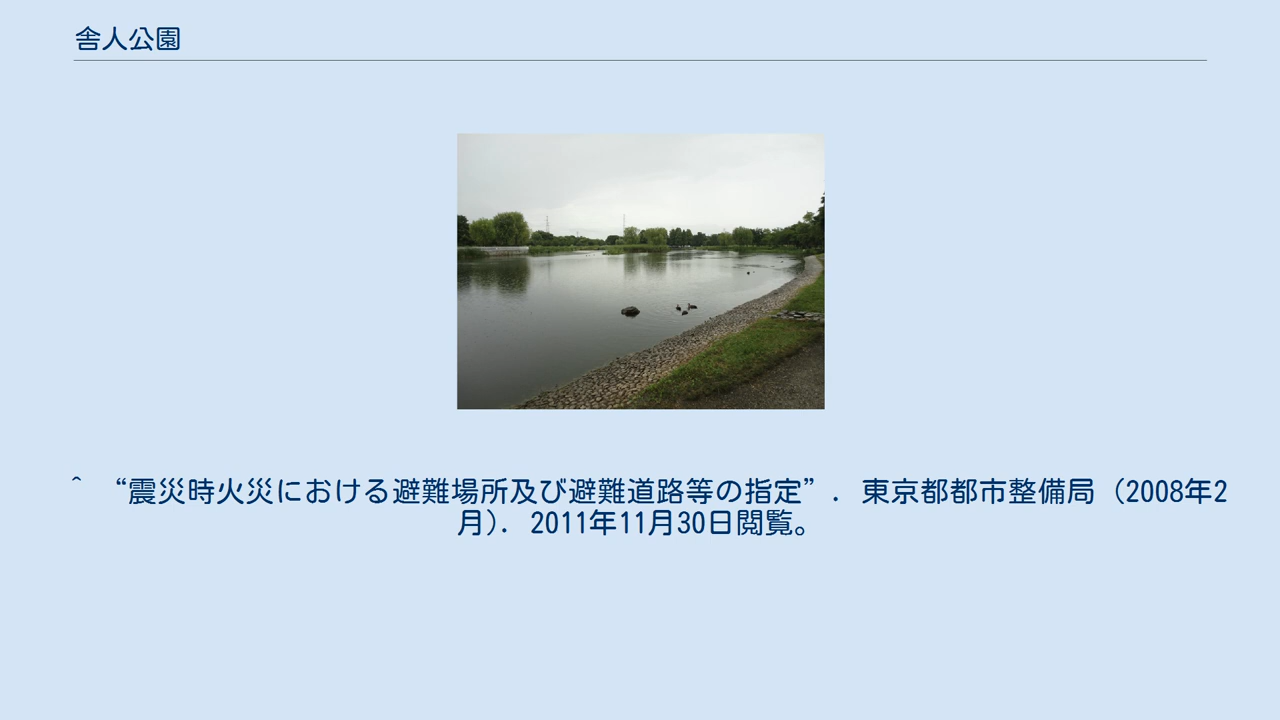 舎人公園
^ “震災時火災における避難場所及び避難道路等の指定”. 東京都都市整備局 (2008年2
月). 2011年11月30日閲覧。